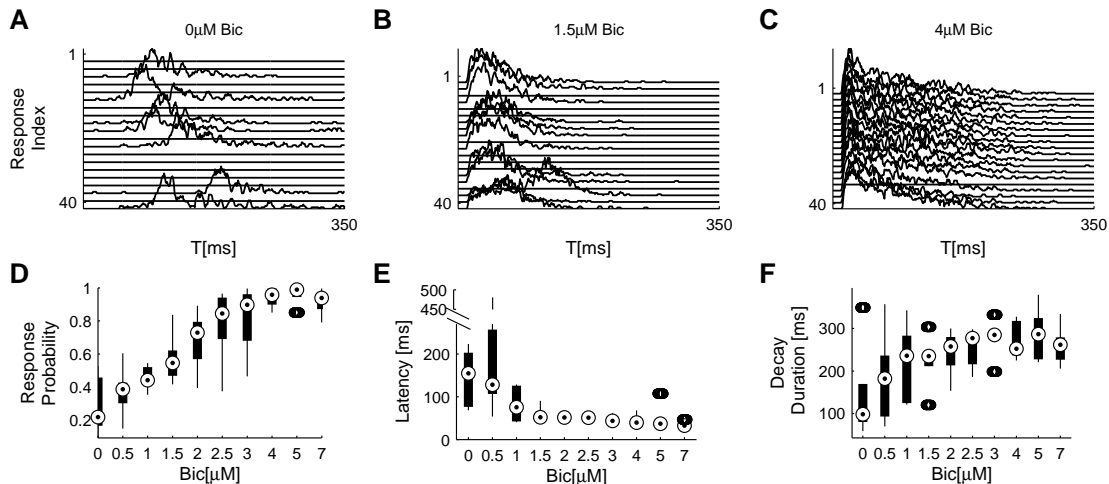 A
0μM Bic
Response
Index
1
40
350
T[ms]
B
1.5μM Bic
1
40
350
T[ms]
C
4μM Bic
1
40
350
T[ms]
D
Response
Probability
1
0.8
0.6
0.4
0.2
0 0.5 1 1.5 2 2.5 3 4 5 7
Bic[μM]
E
Latency [ms]
500
450
200
100
0
0 0.5 1 1.5 2 2.5 3 4 5 7
Bic[μM]
F
Decay
Duration [ms]
300
200
100
0 0.5 1 1.5 2 2.5 3 4 5 7
Bic[μM]